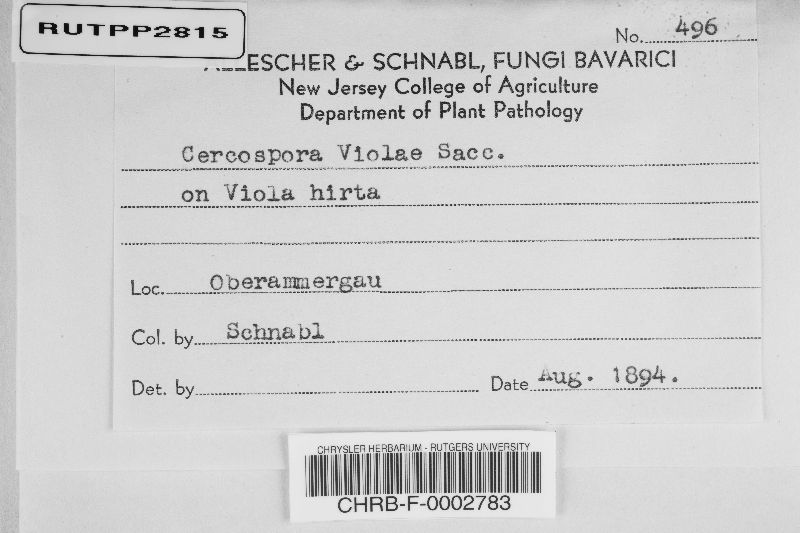 RUTPP2815
No. 496
ALLESCHER & SCHNABL, FUNGI BAVARICI
New Jersey College of Agriculture
Department of Plant Pathology
Cercospora Violae Sacc.
on Viola hirta
Loc. Oberammergau
Col. by Schnabl
Det. by
Date Aug. 1894.
CHRYSLER HERBARIUM - RUTGERS UNIVERSITY
CHRB-F-0002783